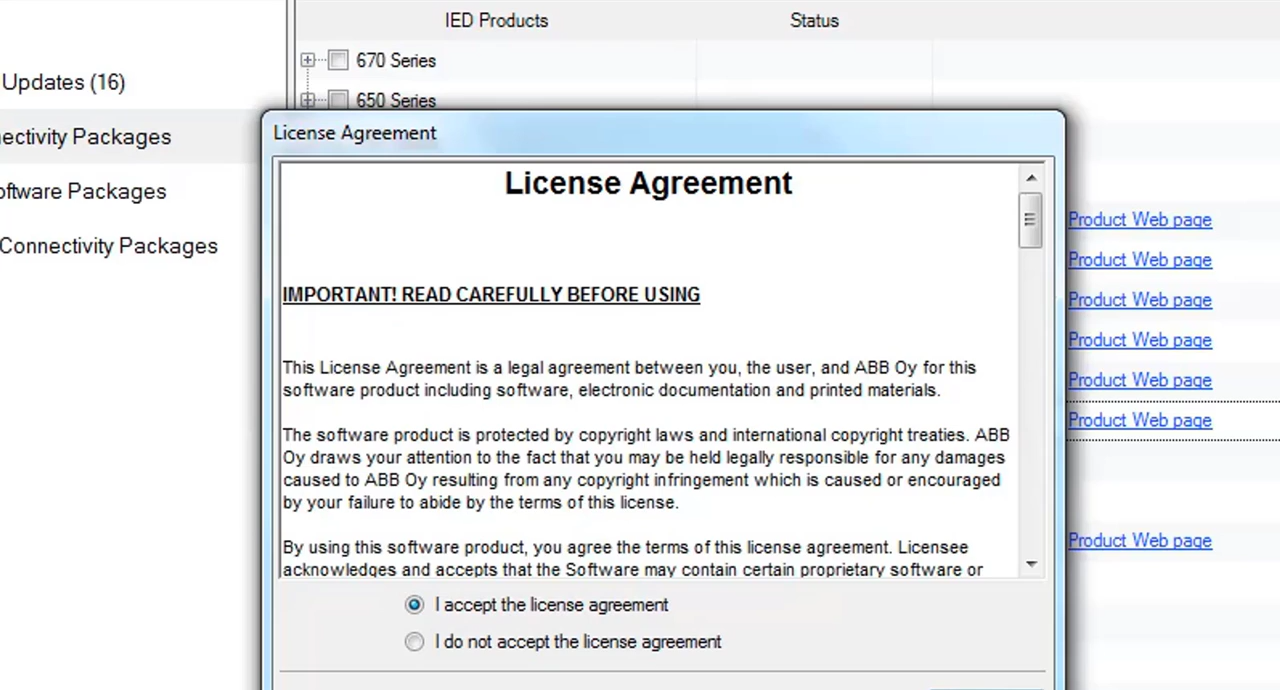 IED Products Status
670 Series
Updates (16)
650 Series
License Agreement
nectivity Packages
License Agreement
oftware Packages
Product Web page
Connectivity Packages
Product Web page
IMPORTANT! READ CAREFULLY BEFORE USING
Product Web page
Product Web page
This License Agreement is a legal agreement between you, the user, and ABB Oy for this
software product including software, electronic documentation and printed materials.
Product Web page
Product Web page
The software product is protected by copyright laws and international copyright treaties. ABB
Oy draws your attention to the fact that you may be held legally responsible for any damages
caused to ABB Oy resulting from any copyright infringement which is caused or encouraged
by your failure to abide by the terms of this license.
Product Web page
By using this software product, you agree the terms of this license agreement. Licensee
acknowledges and accepts that the Software may contain certain proprietary software or
I accept the license agreement
I do not accept the license agreement